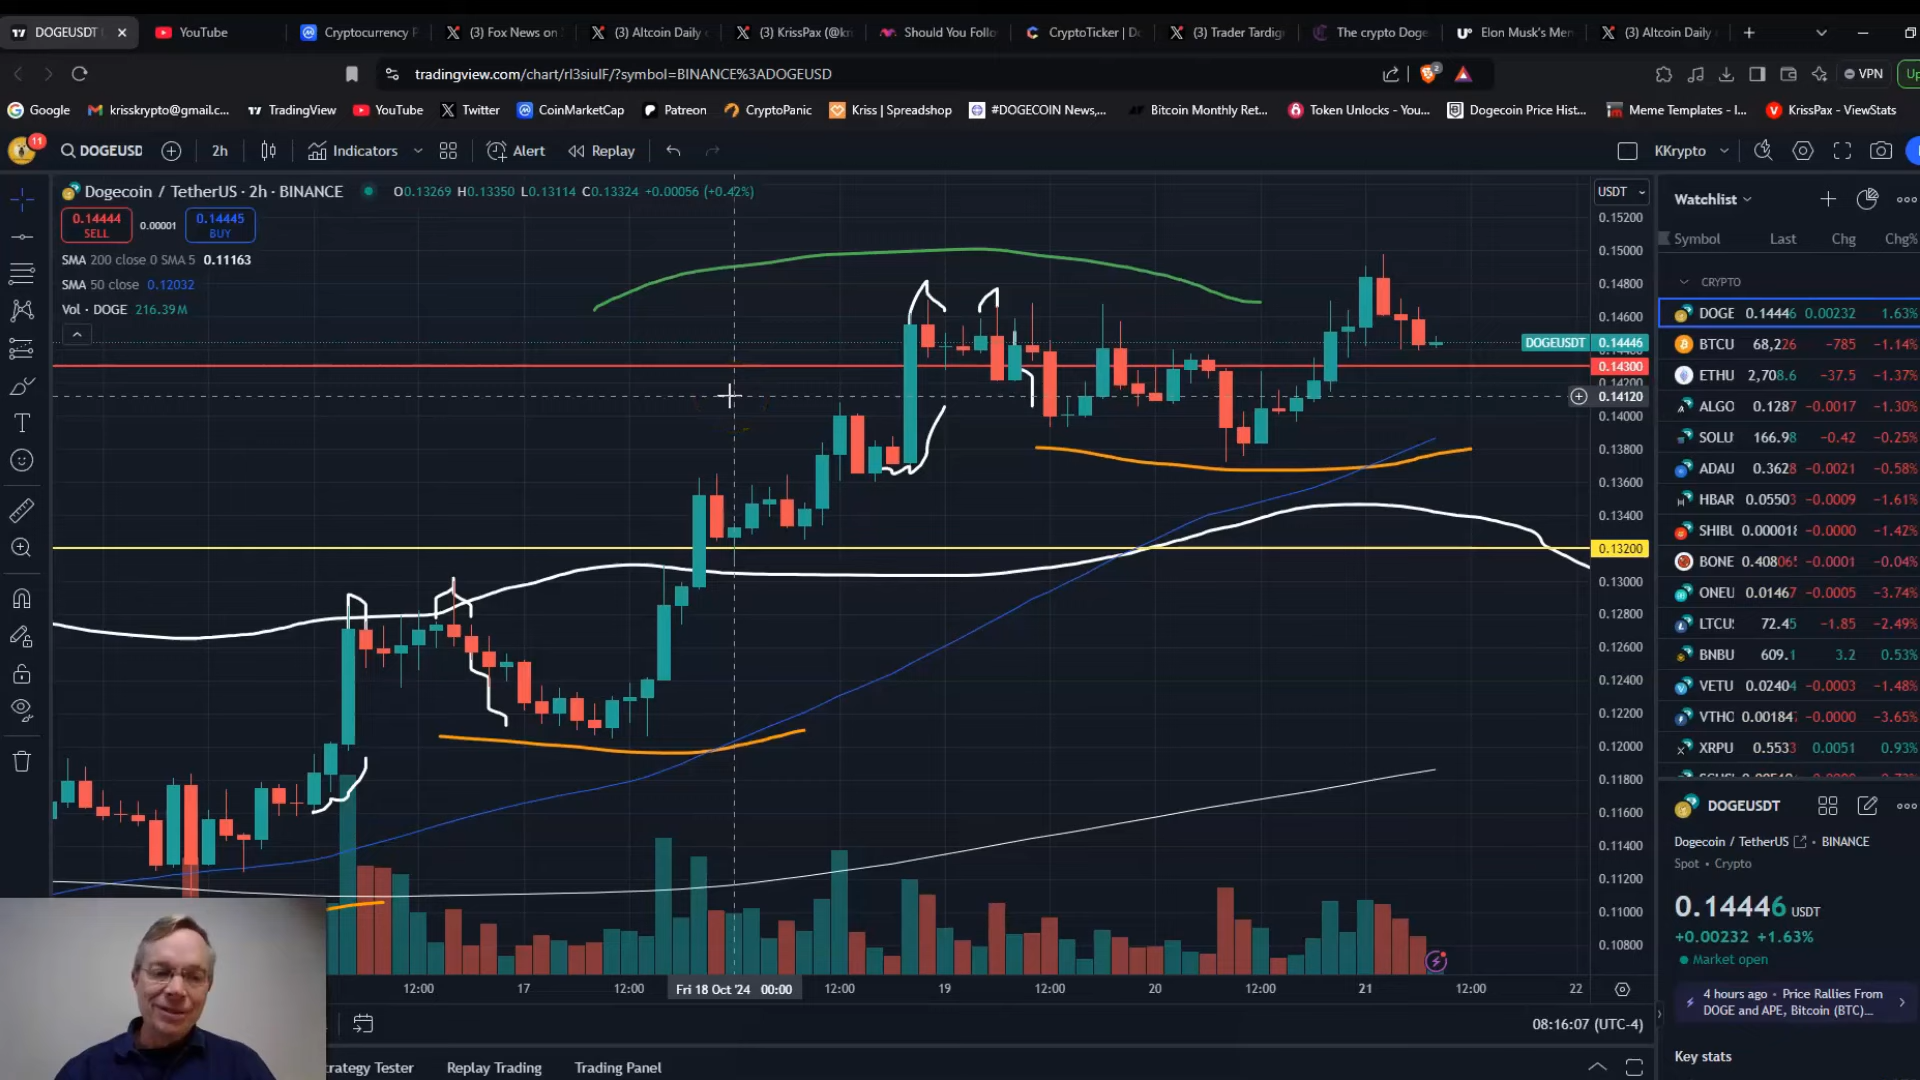 DOGEUSDT
YouTube
Cryptocurrency P
(3) Fox News on
(3) Altcoin Daily
(3) KrissPax (@kr
Should You Follo
CryptoTicker | Do
(3) Trader Tardig
The crypto Doge
Elon Musk's Mem
(3) Altcoin Daily
tradingview.com/chart/rl3siulF/?symbol=BINANCE%3ADOGEUSD
2
VPN
Up
Google
krisskrypto@gmail.c...
TradingView
YouTube
Twitter
CoinMarketCap
Patreon
CryptoPanic
Kriss | Spreadshop
#DOGECOIN News,...
Bitcoin Monthly Ret...
Token Unlocks - You...
Dogecoin Price Hist...
Meme Templates - I...
KrissPax - ViewStats
11
DOGEUSD
2h
Indicators
Alert
Replay
KKrypto
Dogecoin / TetherUS · 2h · BINANCE
O0.13269 H0.13350 L0.13114 C0.13324 +0.00056 (+0.42%)
0.14444
SELL
0.00001
0.14445
BUY
SMA 200 close 0 SMA 5 0.11163
SMA 50 close 0.12032
Vol · DOGE 216.39M
USDT
0.15200
0.15000
0.14800
0.14600
DOGEUSDT 0.14446
0.14300
0.14200
0.14120
0.14000
0.13800
0.13600
0.13400
0.13200
0.13000
0.12800
0.12600
0.12400
0.12200
0.12000
0.11800
0.11600
0.11400
0.11200
0.11000
0.10800
12:00
17
12:00
Fri 18 Oct '24 00:00
12:00
19
12:00
20
12:00
21
12:00
22
08:16:07 (UTC-4)
trategy Tester
Replay Trading
Trading Panel
Watchlist
Symbol Last Chg Chg%
CRYPTO
DOGE 0.14446 0.00232 1.63%
BTCU 68,226 −785 −1.14%
ETHU 2,708.6 −37.5 −1.37%
ALGO 0.1287 −0.0017 −1.30%
SOLU 166.98 −0.42 −0.25%
ADAU 0.3628 −0.0021 −0.58%
HBAR 0.05503 −0.0009 −1.61%
SHIBU 0.000018 −0.0000 −1.42%
BONE 0.408065 −0.0001 −0.04%
ONEU 0.01467 −0.0005 −3.74%
LTCU 72.45 −1.85 −2.49%
BNBU 609.1 3.2 0.53%
VETU 0.02404 −0.0003 −1.48%
VTHO 0.001847 −0.0000 −3.65%
XRPU 0.5533 0.0051 0.93%
DOGEUSDT
Dogecoin / TetherUS · BINANCE
Spot · Crypto
0.14446 USDT
+0.00232 +1.63%
Market open
4 hours ago · Price Rallies From
DOGE and APE, Bitcoin (BTC)...
Key stats